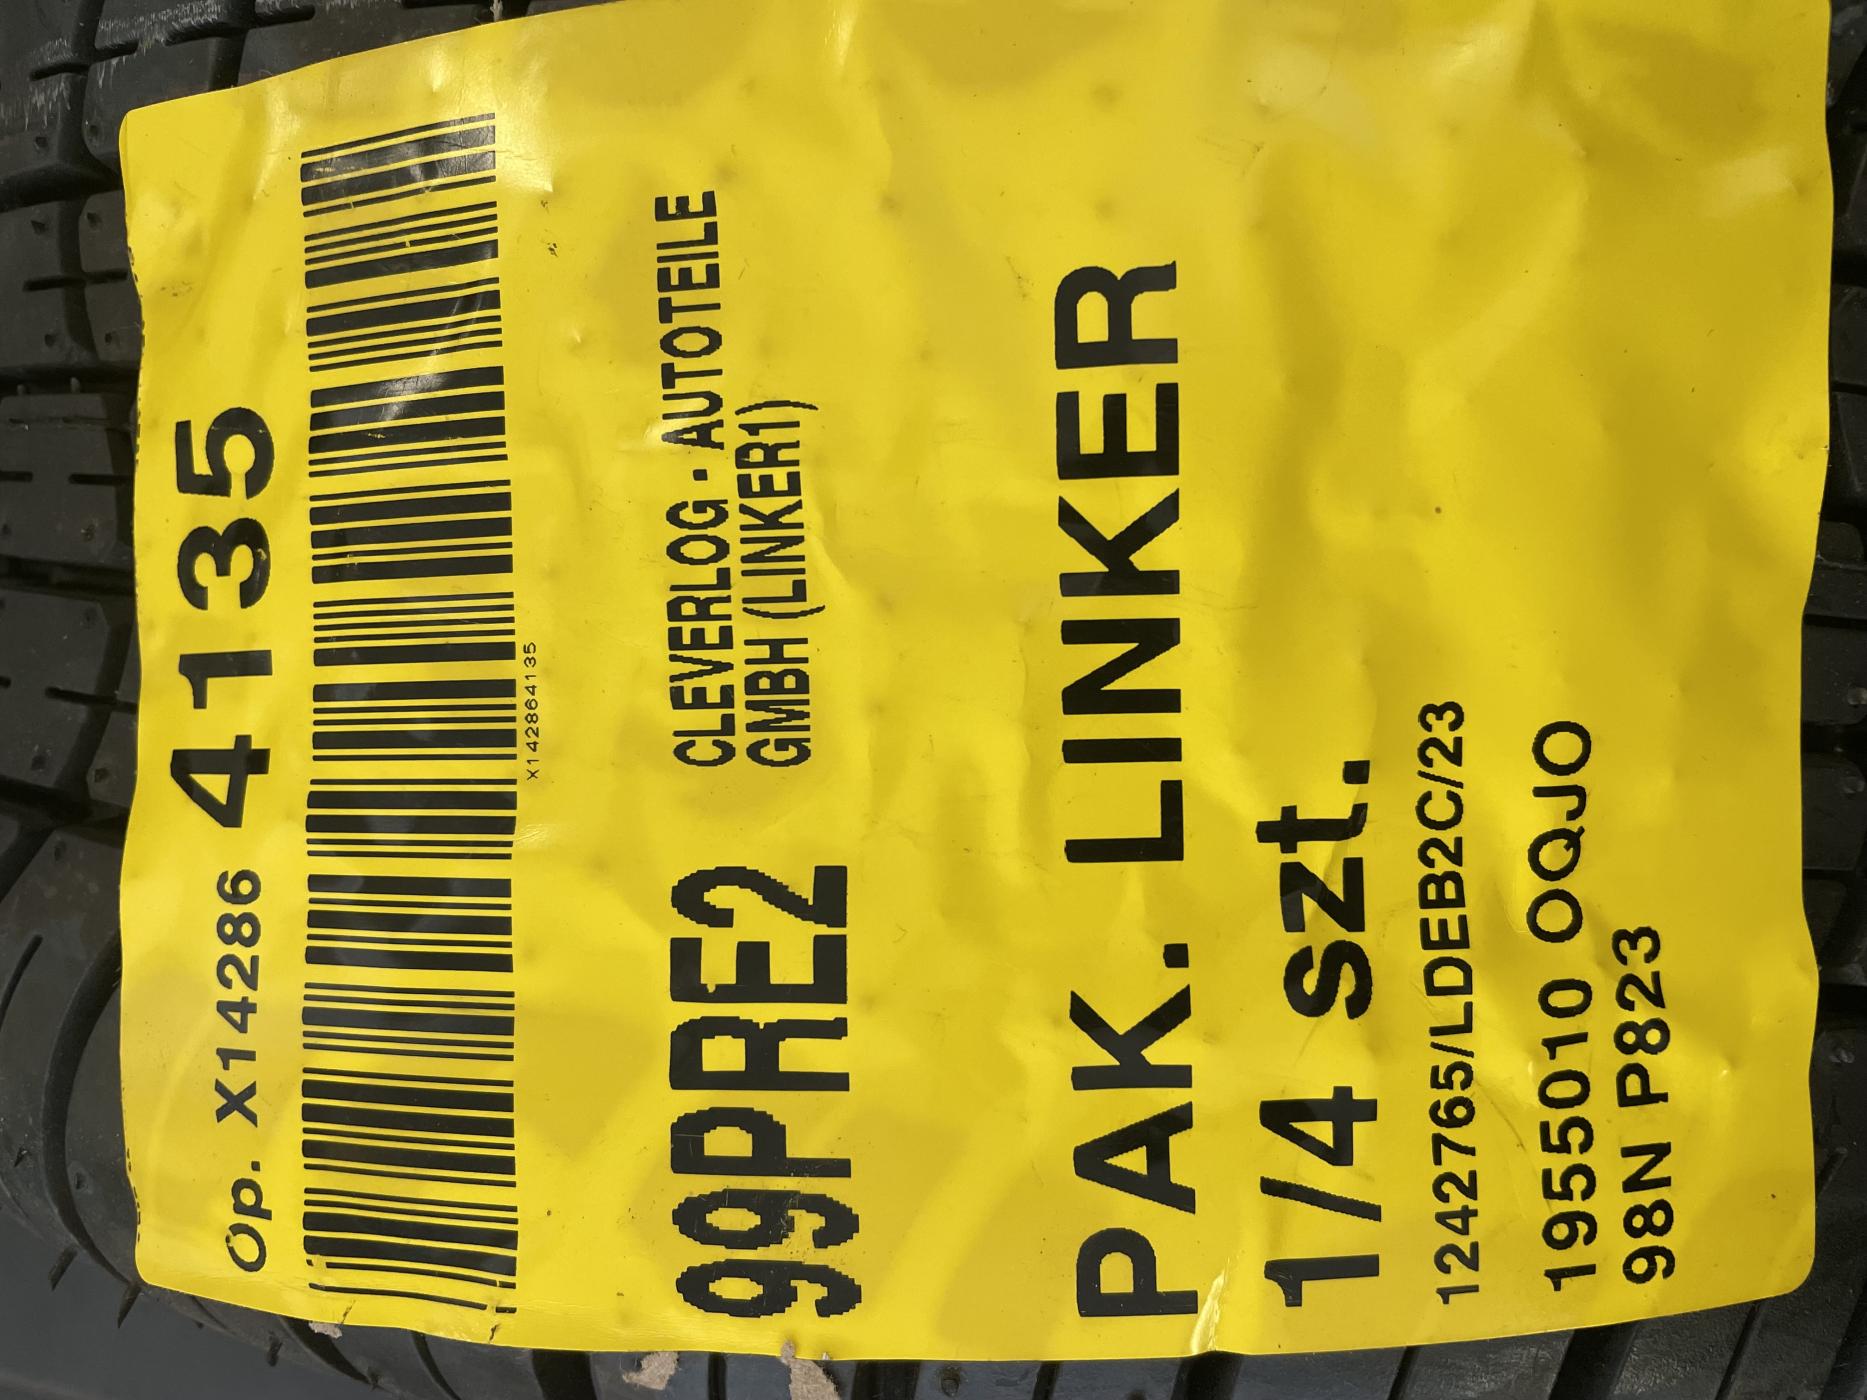 Op. X14286 4135
X142864135
99PRE2
CLEVERLOG - AUTOTEILE
GMBH (LINKER1)
PAK. LINKER
1/4 szt.
1242765/LDEB2C/23
1955010 OQJO
98N P823